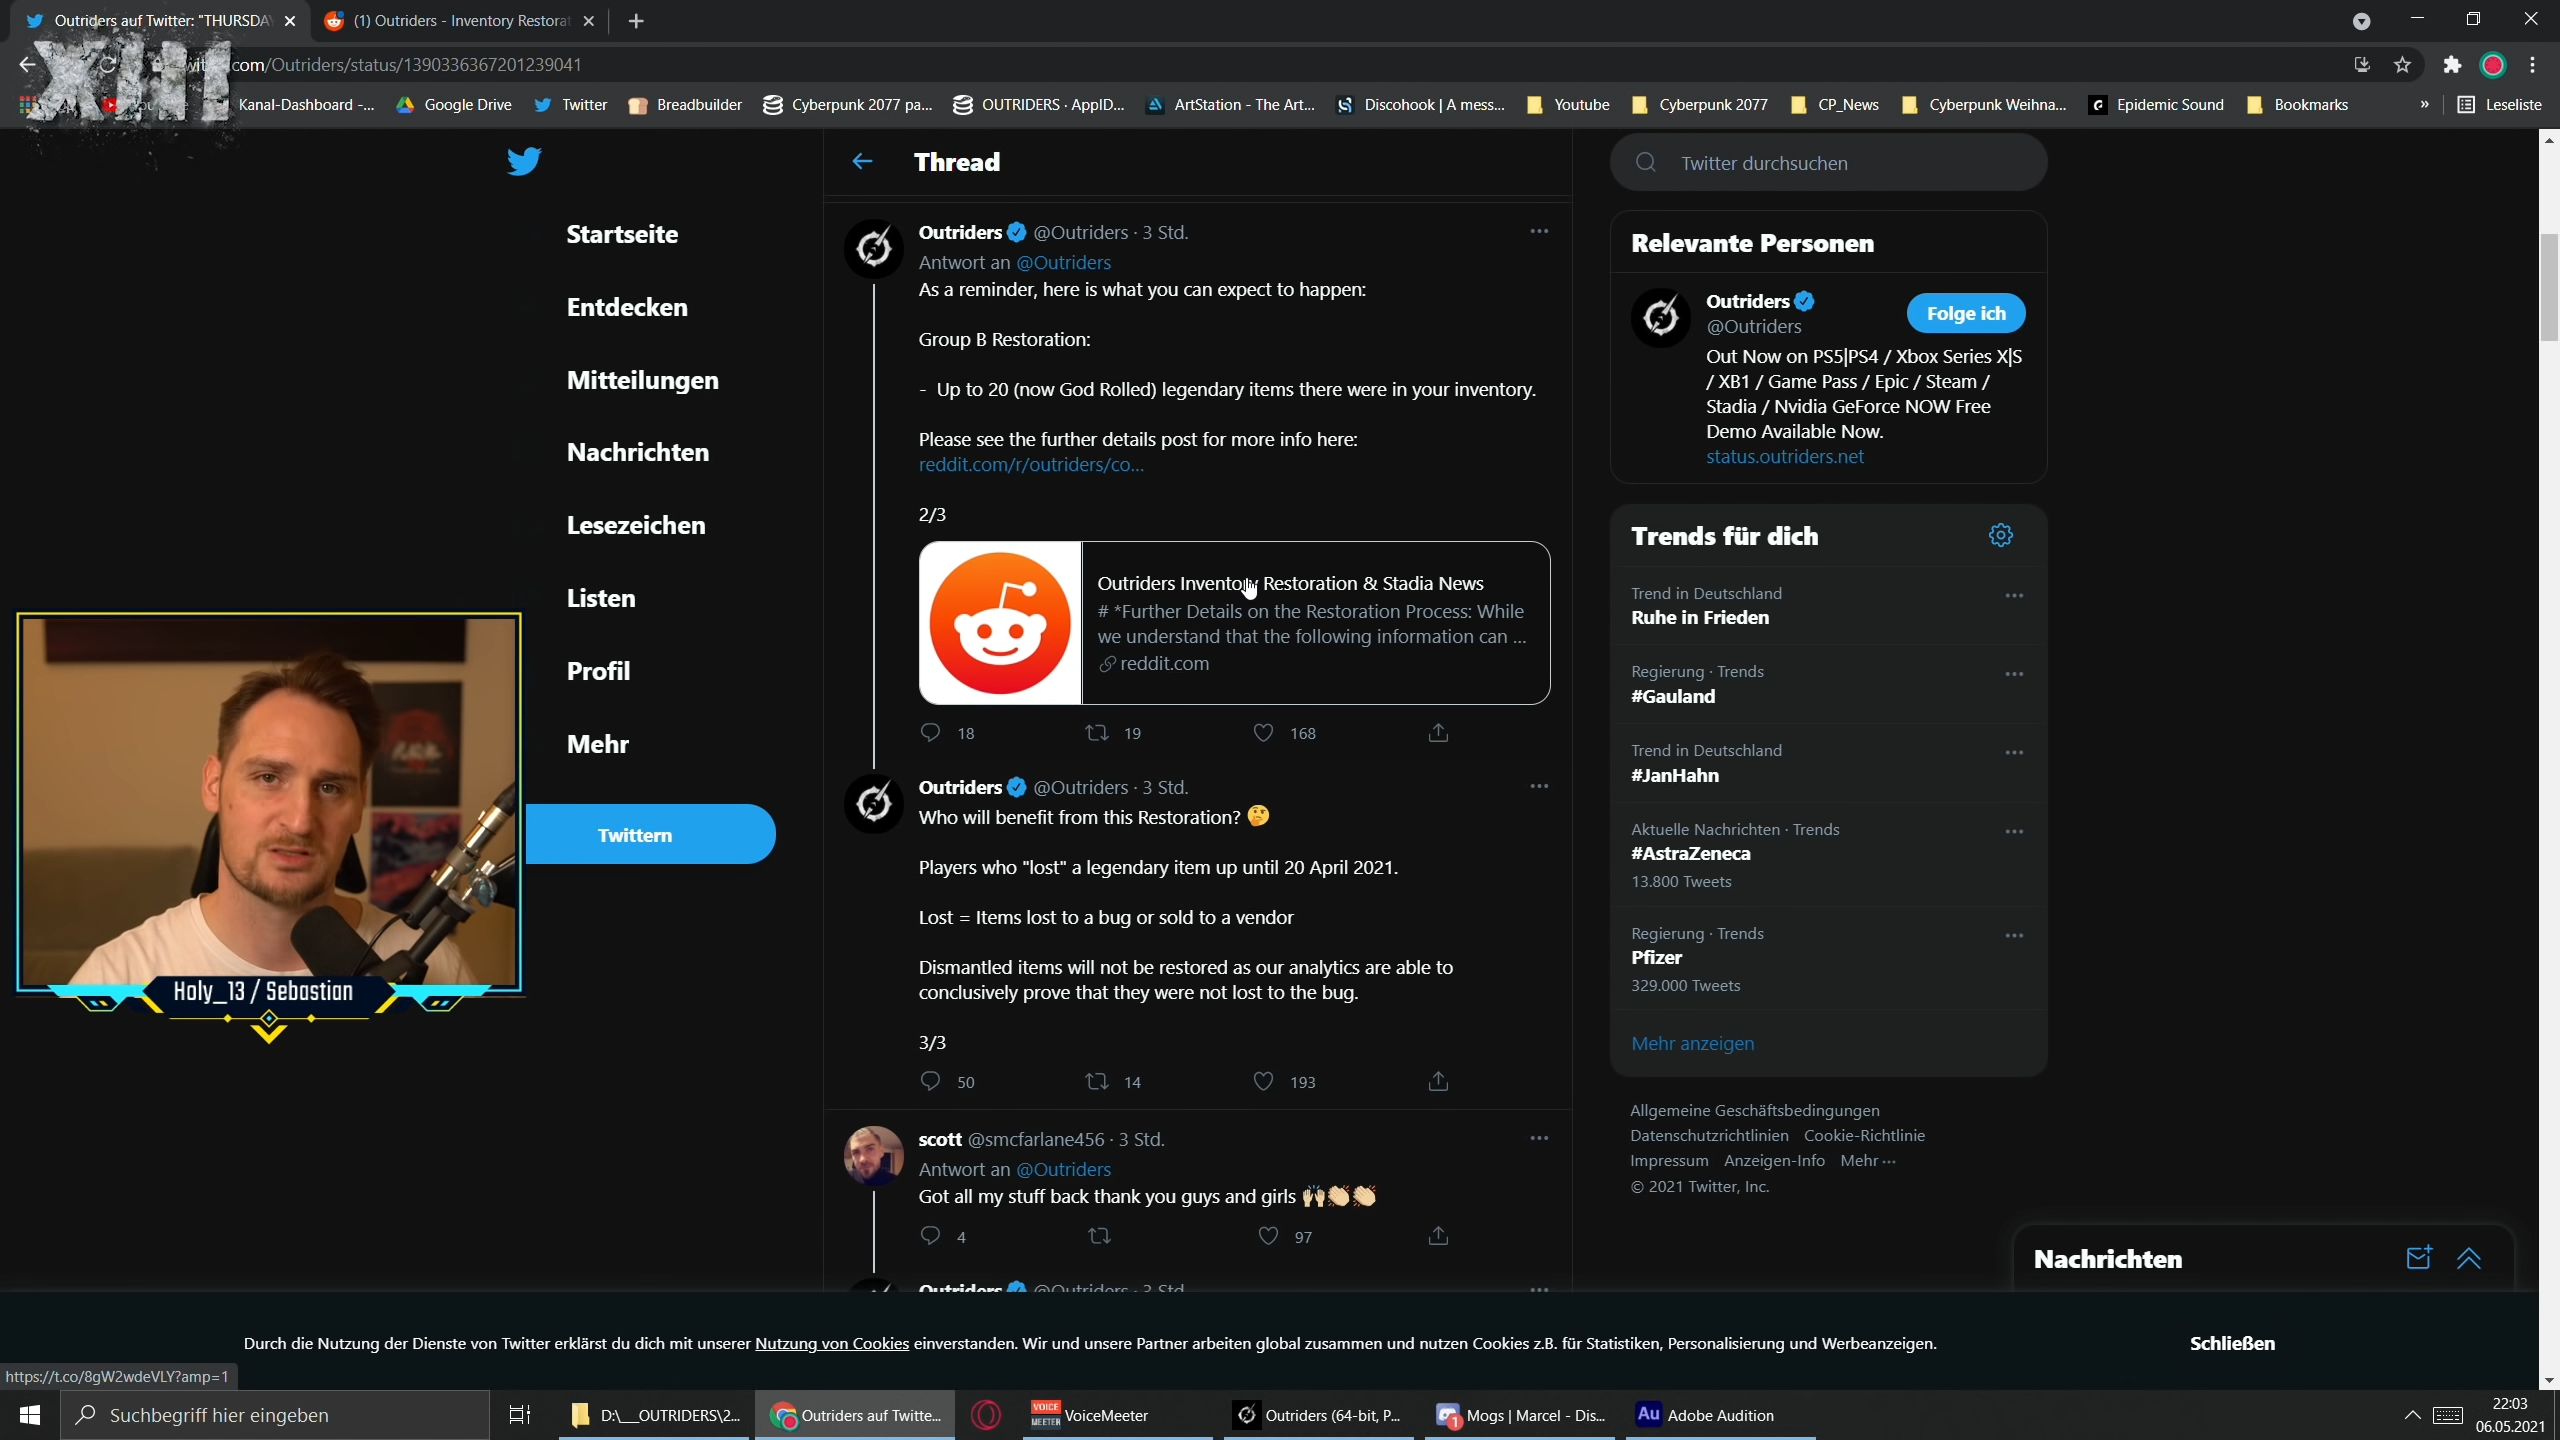 Outriders auf Twitter: "THURSDA
(1) Outriders - Inventory Restorat
XIII
com/Outriders/status/1390336367201239041
Kanal-Dashboard -...
Google Drive
Twitter
Breadbuilder
Cyberpunk 2077 pa...
OUTRIDERS · AppID...
ArtStation - The Art...
Discohook | A mess...
Youtube
Cyberpunk 2077
CP_News
Cyberpunk Weihna...
Epidemic Sound
Bookmarks
»
Leseliste
Startseite
Entdecken
Mitteilungen
Nachrichten
Lesezeichen
Listen
Profil
Mehr
Twittern
Holy_13 / Sebastian
Thread
Outriders @Outriders · 3 Std.
Antwort an @Outriders
As a reminder, here is what you can expect to happen:
Group B Restoration:
- Up to 20 (now God Rolled) legendary items there were in your inventory.
Please see the further details post for more info here:
reddit.com/r/outriders/co...
2/3
Outriders Inventory Restoration & Stadia News
# *Further Details on the Restoration Process: While
we understand that the following information can ...
reddit.com
18 19 168
Outriders @Outriders · 3 Std.
Who will benefit from this Restoration? 🤔
Players who "lost" a legendary item up until 20 April 2021.
Lost = Items lost to a bug or sold to a vendor
Dismantled items will not be restored as our analytics are able to
conclusively prove that they were not lost to the bug.
3/3
50 14 193
scott @smcfarlane456 · 3 Std.
Antwort an @Outriders
Got all my stuff back thank you guys and girls 🙌🏼👏🏼👏🏼
4 97
Outriders @Outriders · 3 Std.
Twitter durchsuchen
Relevante Personen
Outriders
@Outriders
Folge ich
Out Now on PS5|PS4 / Xbox Series X|S
/ XB1 / Game Pass / Epic / Steam /
Stadia / Nvidia GeForce NOW Free
Demo Available Now.
status.outriders.net
Trends für dich
Trend in Deutschland
Ruhe in Frieden
Regierung · Trends
#Gauland
Trend in Deutschland
#JanHahn
Aktuelle Nachrichten · Trends
#AstraZeneca
13.800 Tweets
Regierung · Trends
Pfizer
329.000 Tweets
Mehr anzeigen
Allgemeine Geschäftsbedingungen
Datenschutzrichtlinien Cookie-Richtlinie
Impressum Anzeigen-Info Mehr ···
© 2021 Twitter, Inc.
Nachrichten
Durch die Nutzung der Dienste von Twitter erklärst du dich mit unserer Nutzung von Cookies einverstanden. Wir und unsere Partner arbeiten global zusammen und nutzen Cookies z.B. für Statistiken, Personalisierung und Werbeanzeigen.
Schließen
https://t.co/8gW2wdeVLY?amp=1
Suchbegriff hier eingeben
D:\__OUTRIDERS\2...
Outriders auf Twitte...
VOICE
MEETER
VoiceMeeter
Outriders (64-bit, P...
1
Mogs | Marcel - Dis...
Au
Adobe Audition
22:03
06.05.2021